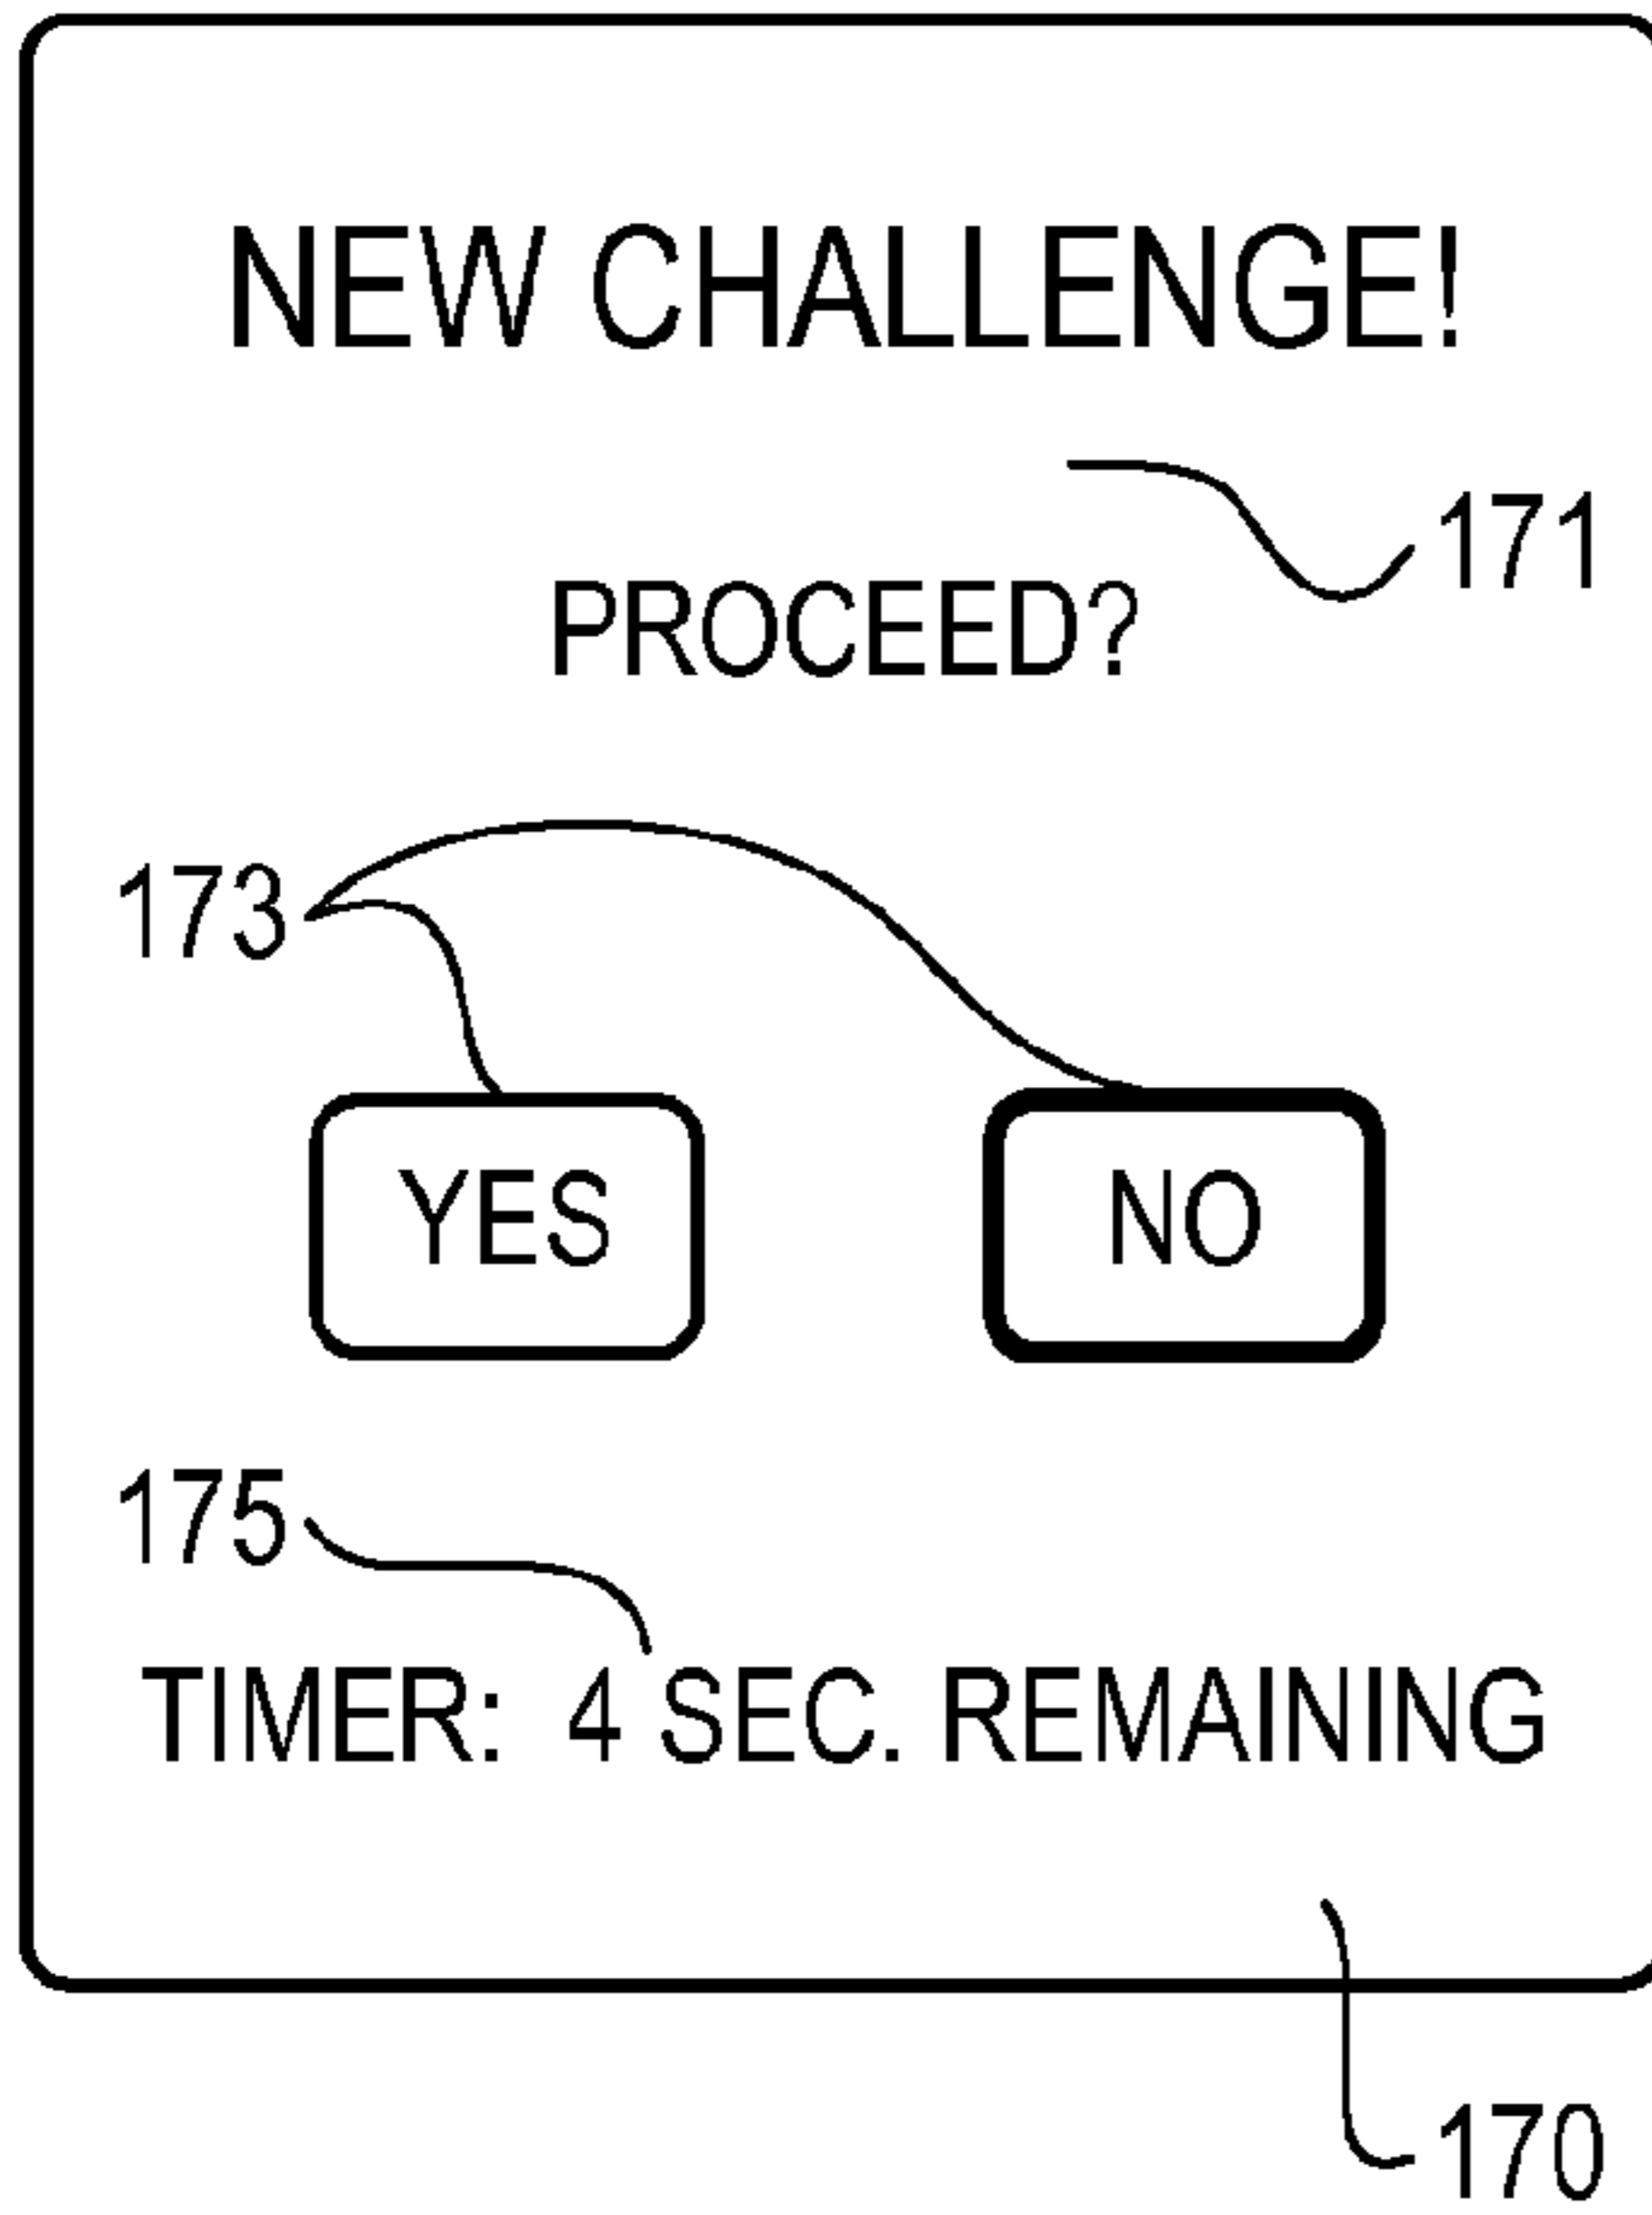 NEW CHALLENGE!
171
PROCEED?
173
YES NO
175
TIMER: 4 SEC. REMAINING
170